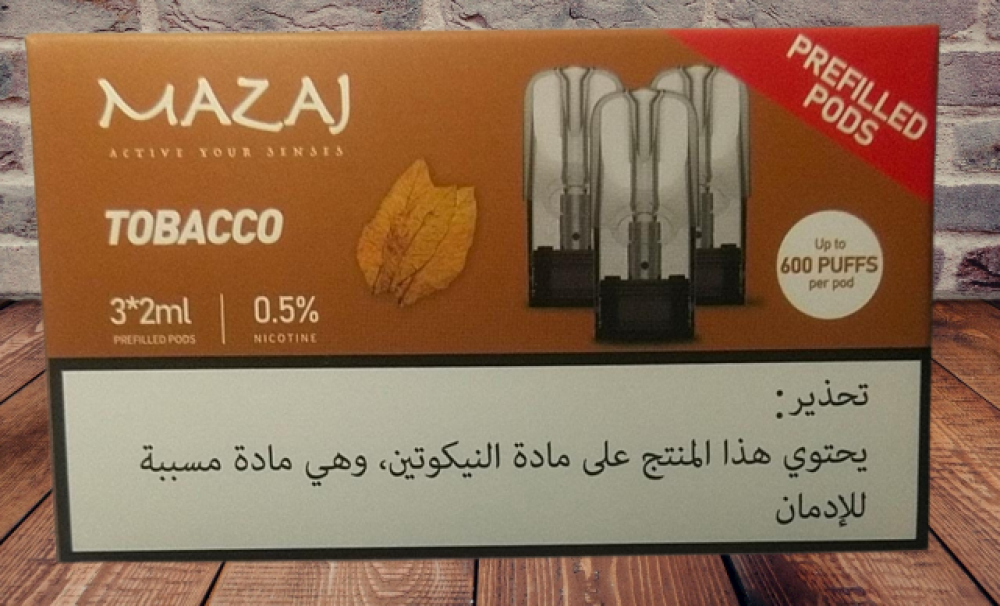 MAZAJ
ACTIVE YOUR SENSES
TOBACCO
3*2ml
PREFILLED PODS
0.5%
NICOTINE
PREFILLED
PODS
Up to
600 PUFFS
per pod
تحذير:
يحتوي هذا المنتج على مادة النيكوتين، وهي مادة مسببة
للإدمان